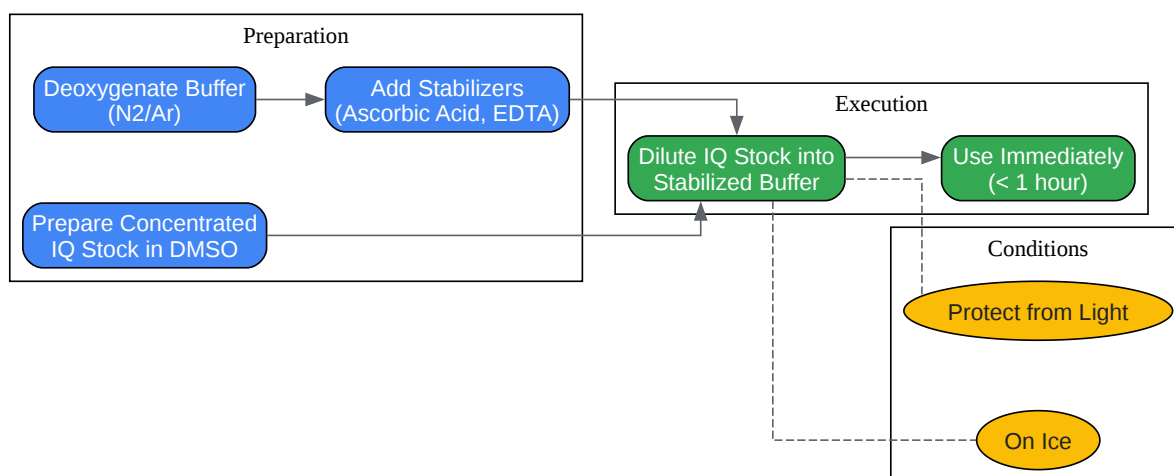 Preparation
Deoxygenate Buffer
(N2/Ar)
Add Stabilizers
(Ascorbic Acid, EDTA)
Prepare Concentrated
IQ Stock in DMSO
Execution
Dilute IQ Stock into
Stabilized Buffer
Use Immediately
(< 1 hour)
Conditions
Protect from Light
On Ice